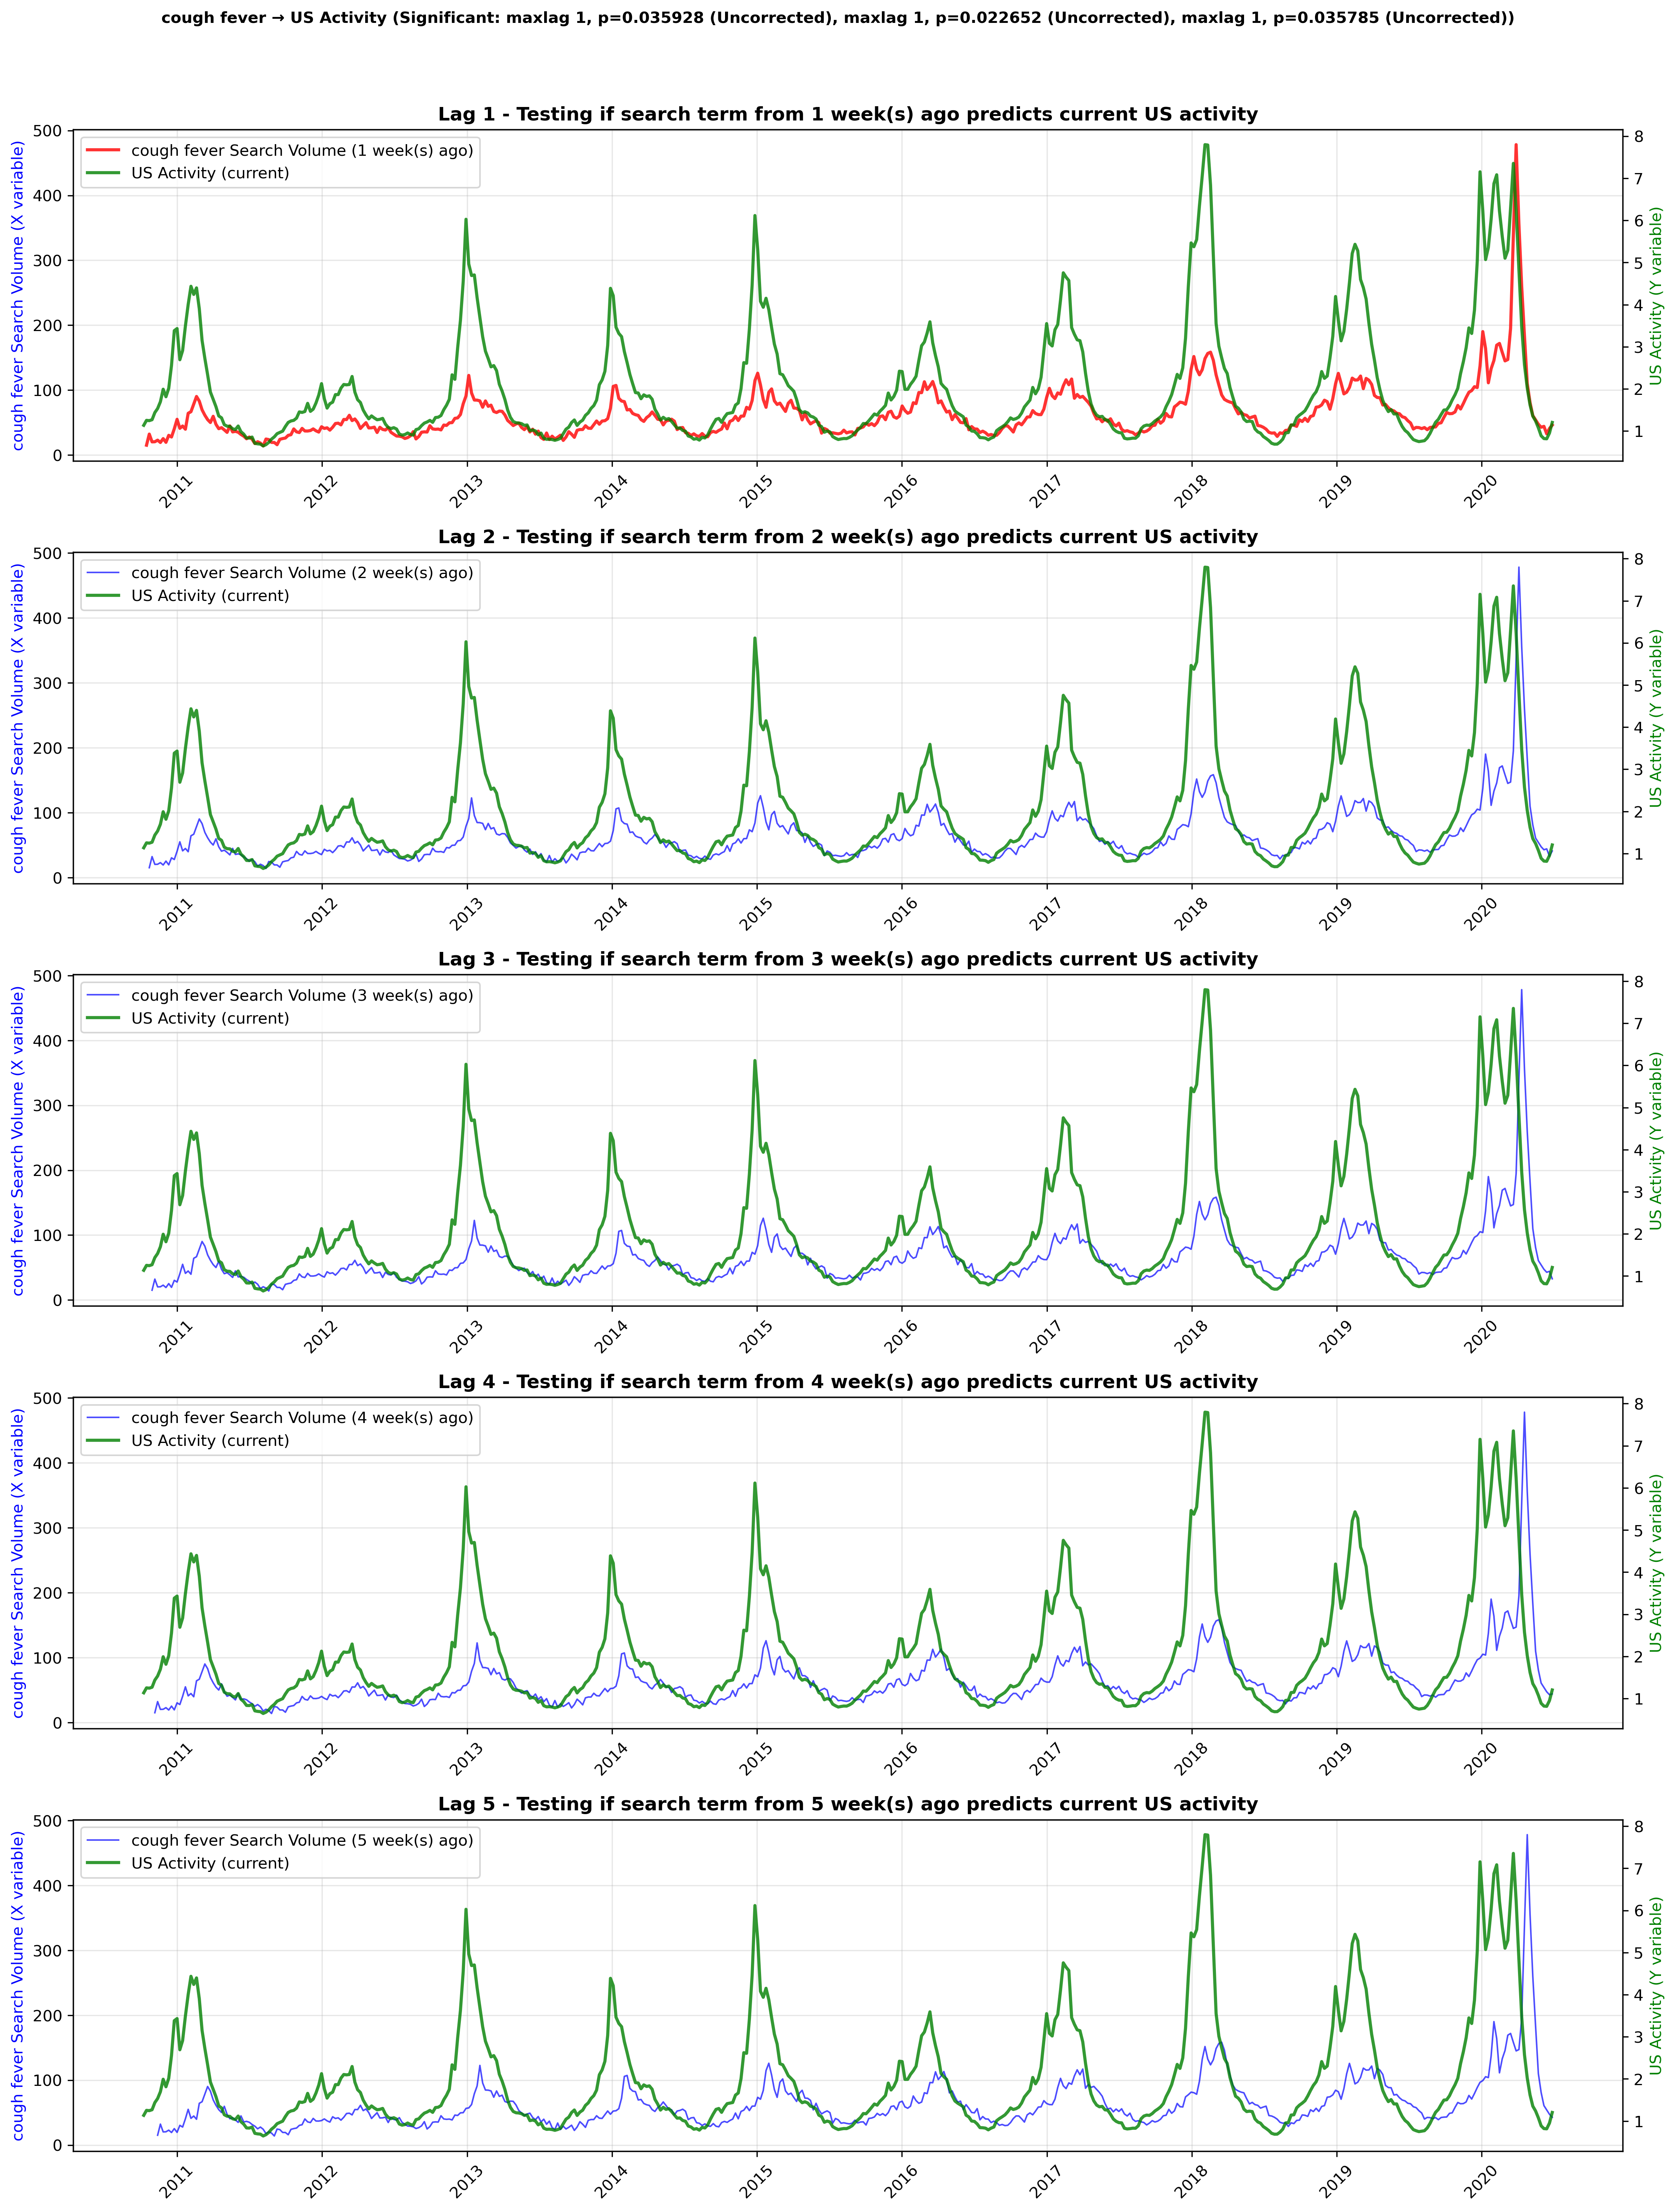 cough fever → US Activity (Significant: maxlag 1, p=0.035928 (Uncorrected), maxlag 1, p=0.022652 (Uncorrected), maxlag 1, p=0.035785 (Uncorrected))
Lag 1 - Testing if search term from 1 week(s) ago predicts current US activity
cough fever Search Volume (1 week(s) ago)
US Activity (current)
cough fever Search Volume (X variable)
500
400
300
200
100
0
8
7
6
5
4
3
2
1
US Activity (Y variable)
2011 2012 2013 2014 2015 2016 2017 2018 2019 2020
Lag 2 - Testing if search term from 2 week(s) ago predicts current US activity
cough fever Search Volume (2 week(s) ago)
US Activity (current)
cough fever Search Volume (X variable)
500
400
300
200
100
0
8
7
6
5
4
3
2
1
US Activity (Y variable)
2011 2012 2013 2014 2015 2016 2017 2018 2019 2020
Lag 3 - Testing if search term from 3 week(s) ago predicts current US activity
cough fever Search Volume (3 week(s) ago)
US Activity (current)
cough fever Search Volume (X variable)
500
400
300
200
100
0
8
7
6
5
4
3
2
1
US Activity (Y variable)
2011 2012 2013 2014 2015 2016 2017 2018 2019 2020
Lag 4 - Testing if search term from 4 week(s) ago predicts current US activity
cough fever Search Volume (4 week(s) ago)
US Activity (current)
cough fever Search Volume (X variable)
500
400
300
200
100
0
8
7
6
5
4
3
2
1
US Activity (Y variable)
2011 2012 2013 2014 2015 2016 2017 2018 2019 2020
Lag 5 - Testing if search term from 5 week(s) ago predicts current US activity
cough fever Search Volume (5 week(s) ago)
US Activity (current)
cough fever Search Volume (X variable)
500
400
300
200
100
0
8
7
6
5
4
3
2
1
US Activity (Y variable)
2011 2012 2013 2014 2015 2016 2017 2018 2019 2020